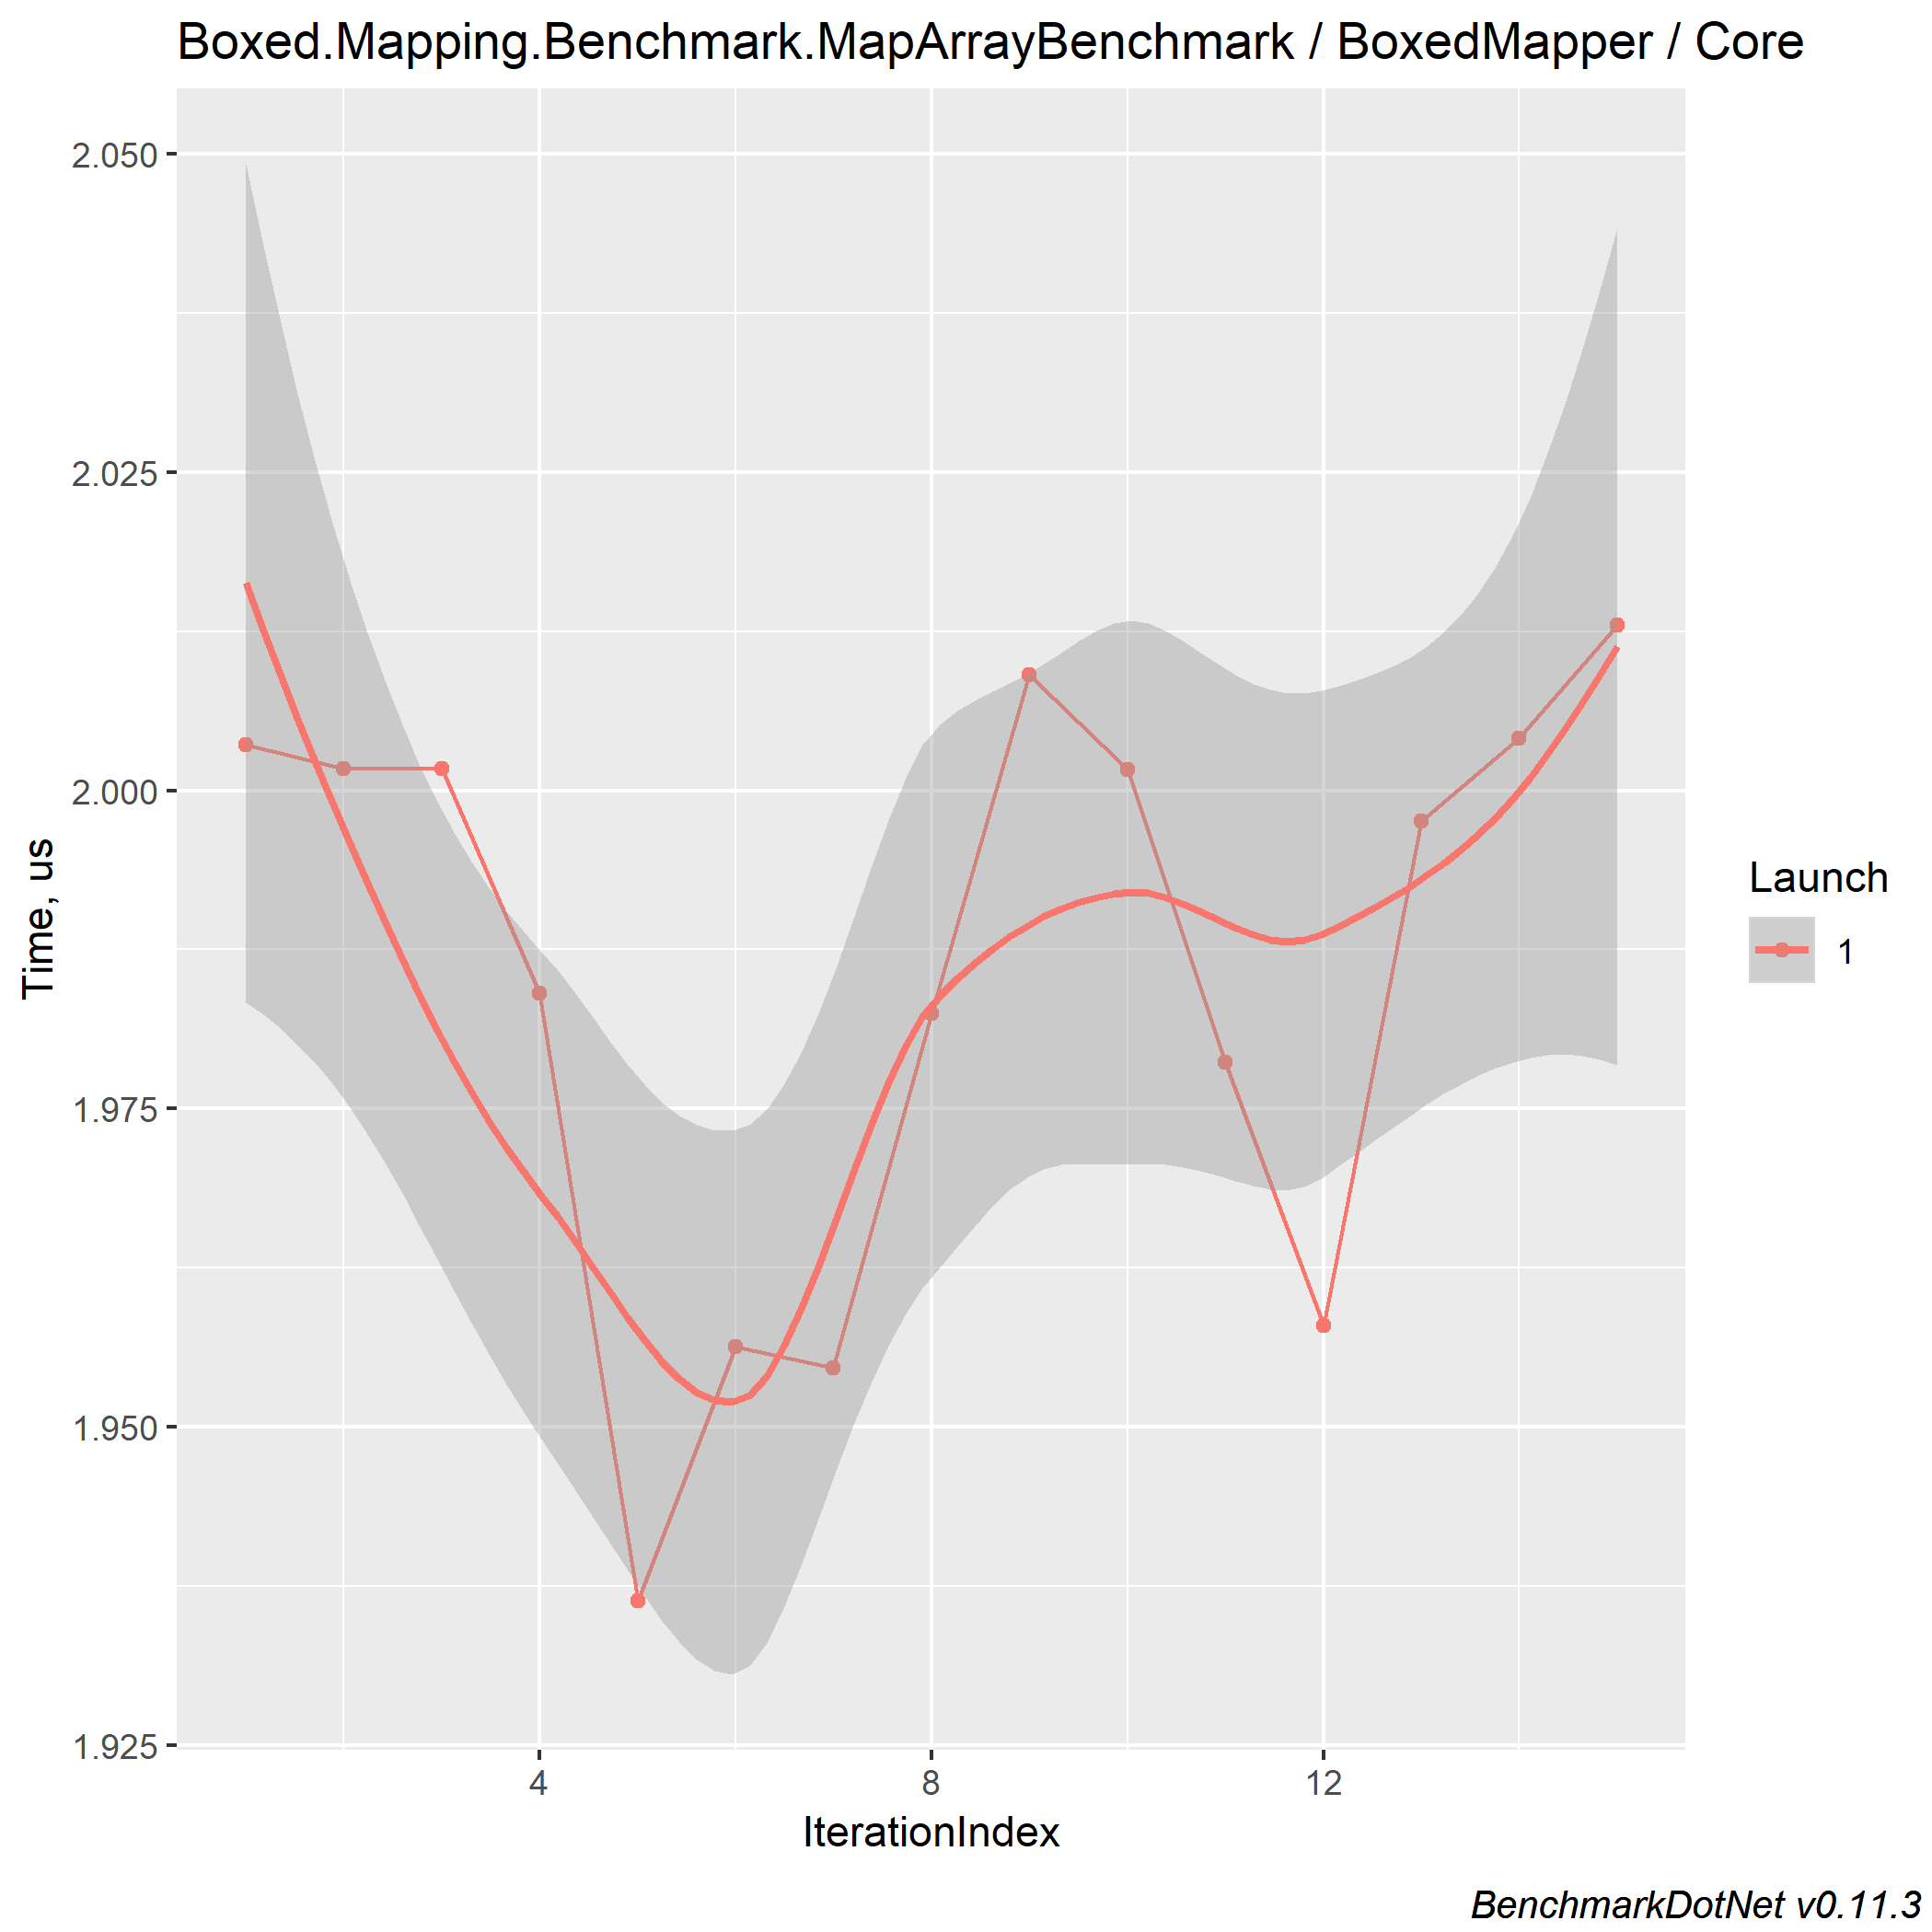 Boxed.Mapping.Benchmark.MapArrayBenchmark / BoxedMapper / Core
2.050
2.025
2.000
1.975
1.950
1.925
Time, us
4
8
12
IterationIndex
Launch
1
BenchmarkDotNet v0.11.3